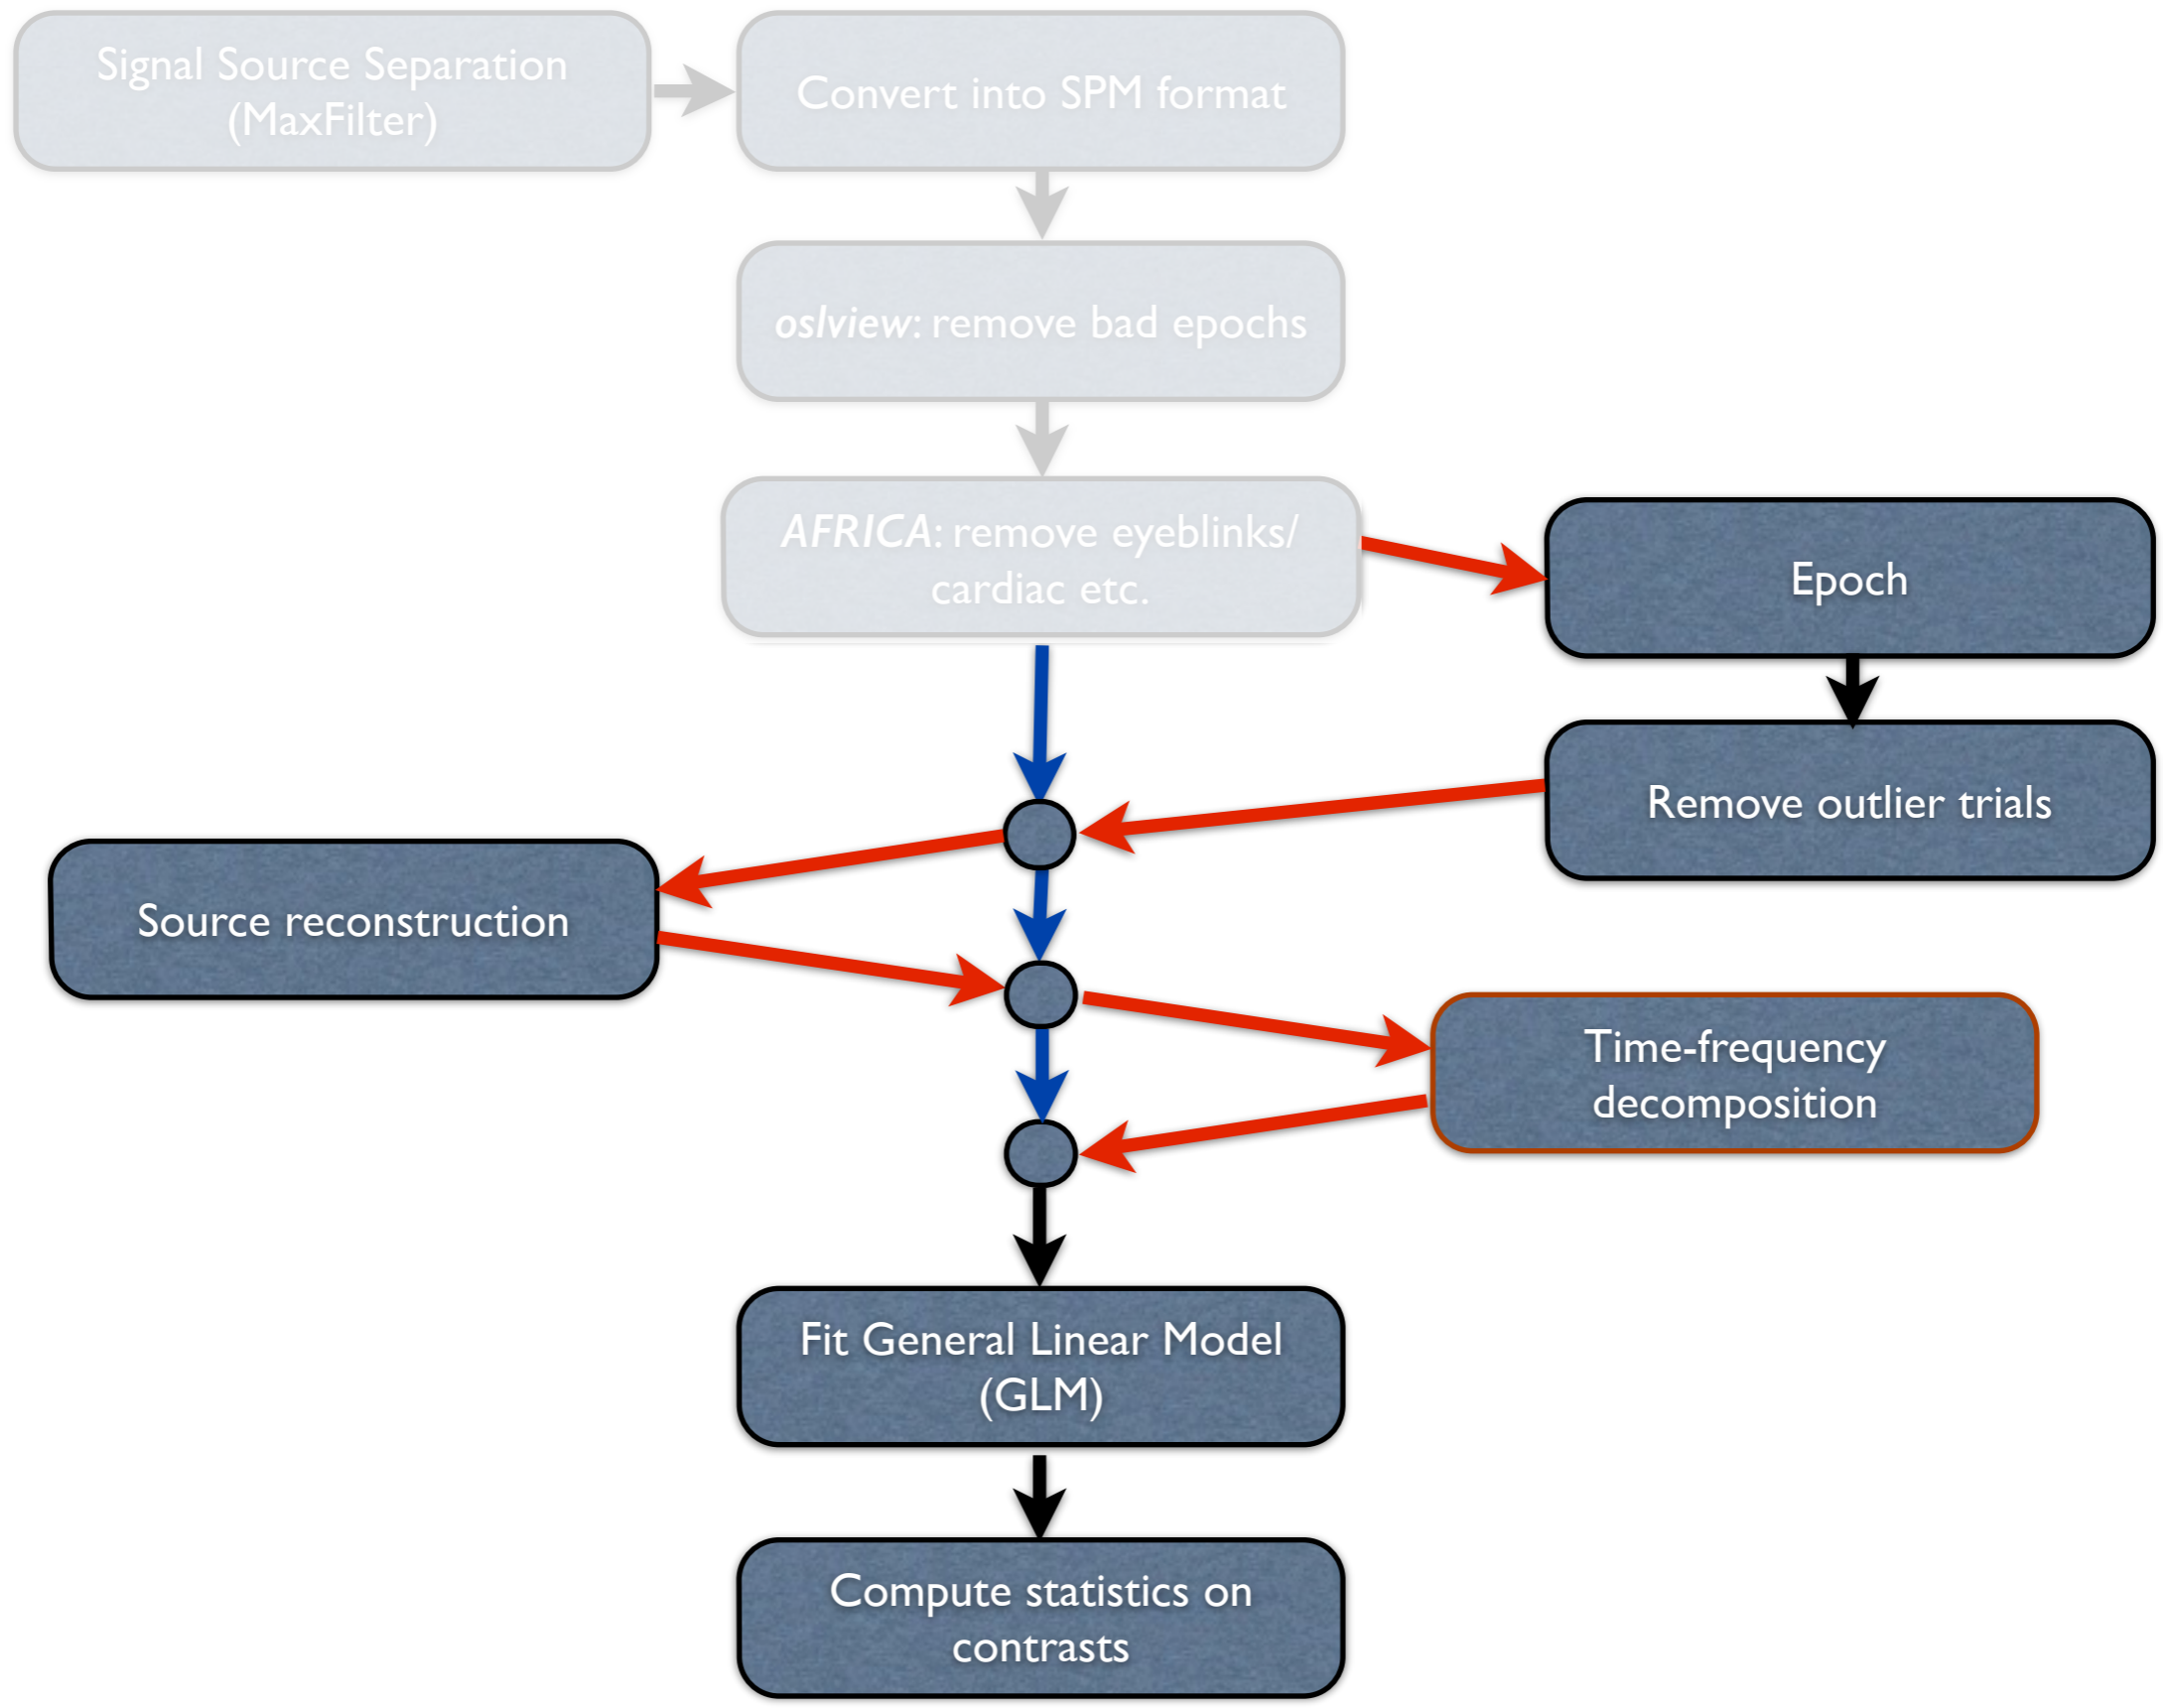 Signal Source Separation
(MaxFilter)
Convert into SPM format
oslview: remove bad epochs
AFRICA: remove eyeblinks/
cardiac etc.
Epoch
Remove outlier trials
Source reconstruction
Time-frequency
decomposition
Fit General Linear Model
(GLM)
Compute statistics on
contrasts